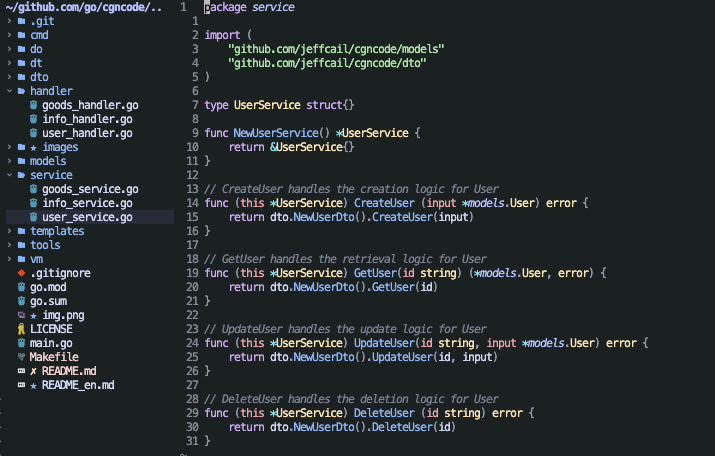 ~/github.com/go/cgncode/..
.git
cmd
do
dt
dto
handler
goods_handler.go
info_handler.go
user_handler.go
★ images
models
service
goods_service.go
info_service.go
user_service.go
templates
tools
vm
.gitignore
go.mod
go.sum
★ img.png
LICENSE
main.go
Makefile
✗ README.md
★ README_en.md
1 package service
1
2 import (
3     "github.com/jeffcail/cgncode/models"
4     "github.com/jeffcail/cgncode/dto"
5 )
6
7 type UserService struct{}
8
9 func NewUserService() *UserService {
10     return &UserService{}
11 }
12
13 // CreateUser handles the creation logic for User
14 func (this *UserService) CreateUser (input *models.User) error {
15     return dto.NewUserDto().CreateUser(input)
16 }
17
18 // GetUser handles the retrieval logic for User
19 func (this *UserService) GetUser(id string) (*models.User, error) {
20     return dto.NewUserDto().GetUser(id)
21 }
22
23 // UpdateUser handles the update logic for User
24 func (this *UserService) UpdateUser(id string, input *models.User) error {
25     return dto.NewUserDto().UpdateUser(id, input)
26 }
27
28 // DeleteUser handles the deletion logic for User
29 func (this *UserService) DeleteUser (id string) error {
30     return dto.NewUserDto().DeleteUser(id)
31 }
~